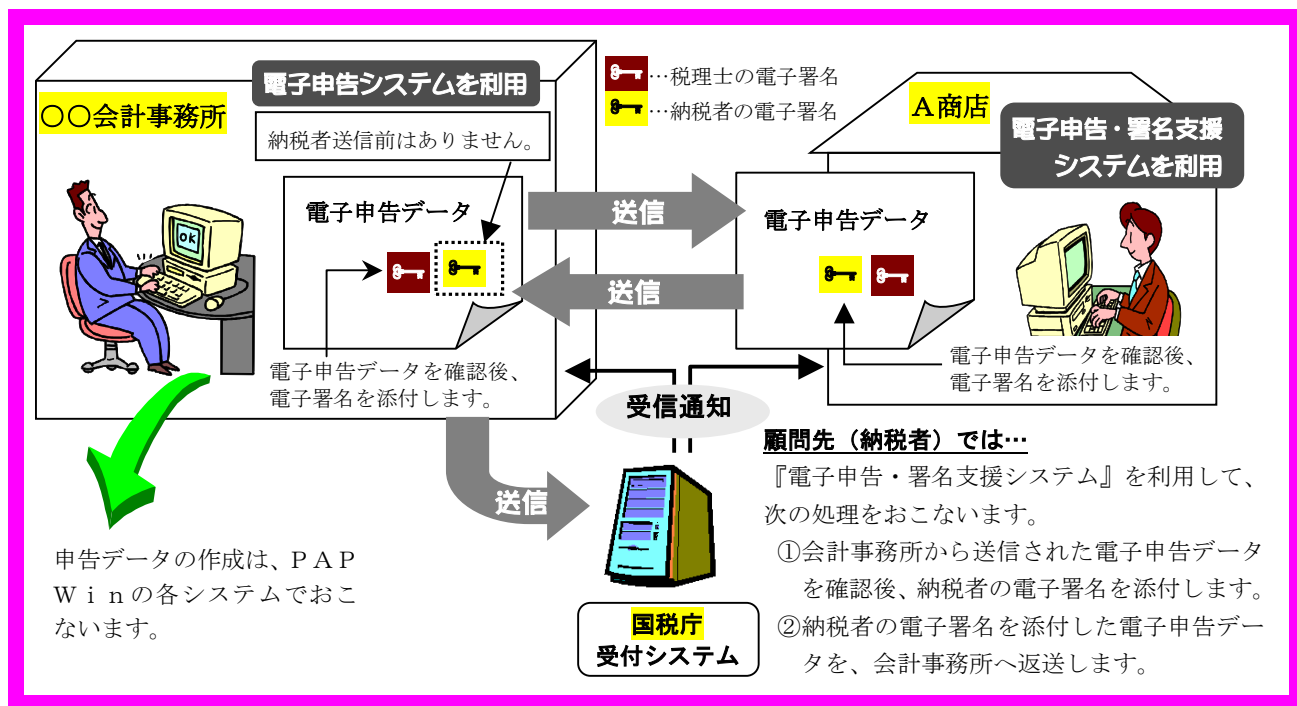 電子申告システムを利用
…税理士の電子署名
…納税者の電子署名
〇〇会計事務所
納税者送信前はありません。
Ａ商店
電子申告・署名支援
システムを利用
電子申告データ
送信
電子申告データ
OK
送信
電子申告データを確認後、
電子署名を添付します。
電子申告データを確認後、
電子署名を添付します。
受信通知
送信
申告データの作成は、ＰＡＰ
Ｗｉｎの各システムでおこ
ないます。
国税庁
受付システム
顧問先（納税者）では…
『電子申告・署名支援システム』を利用して、
次の処理をおこないます。
①会計事務所から送信された電子申告データ
を確認後、納税者の電子署名を添付します。
②納税者の電子署名を添付した電子申告デー
タを、会計事務所へ返送します。